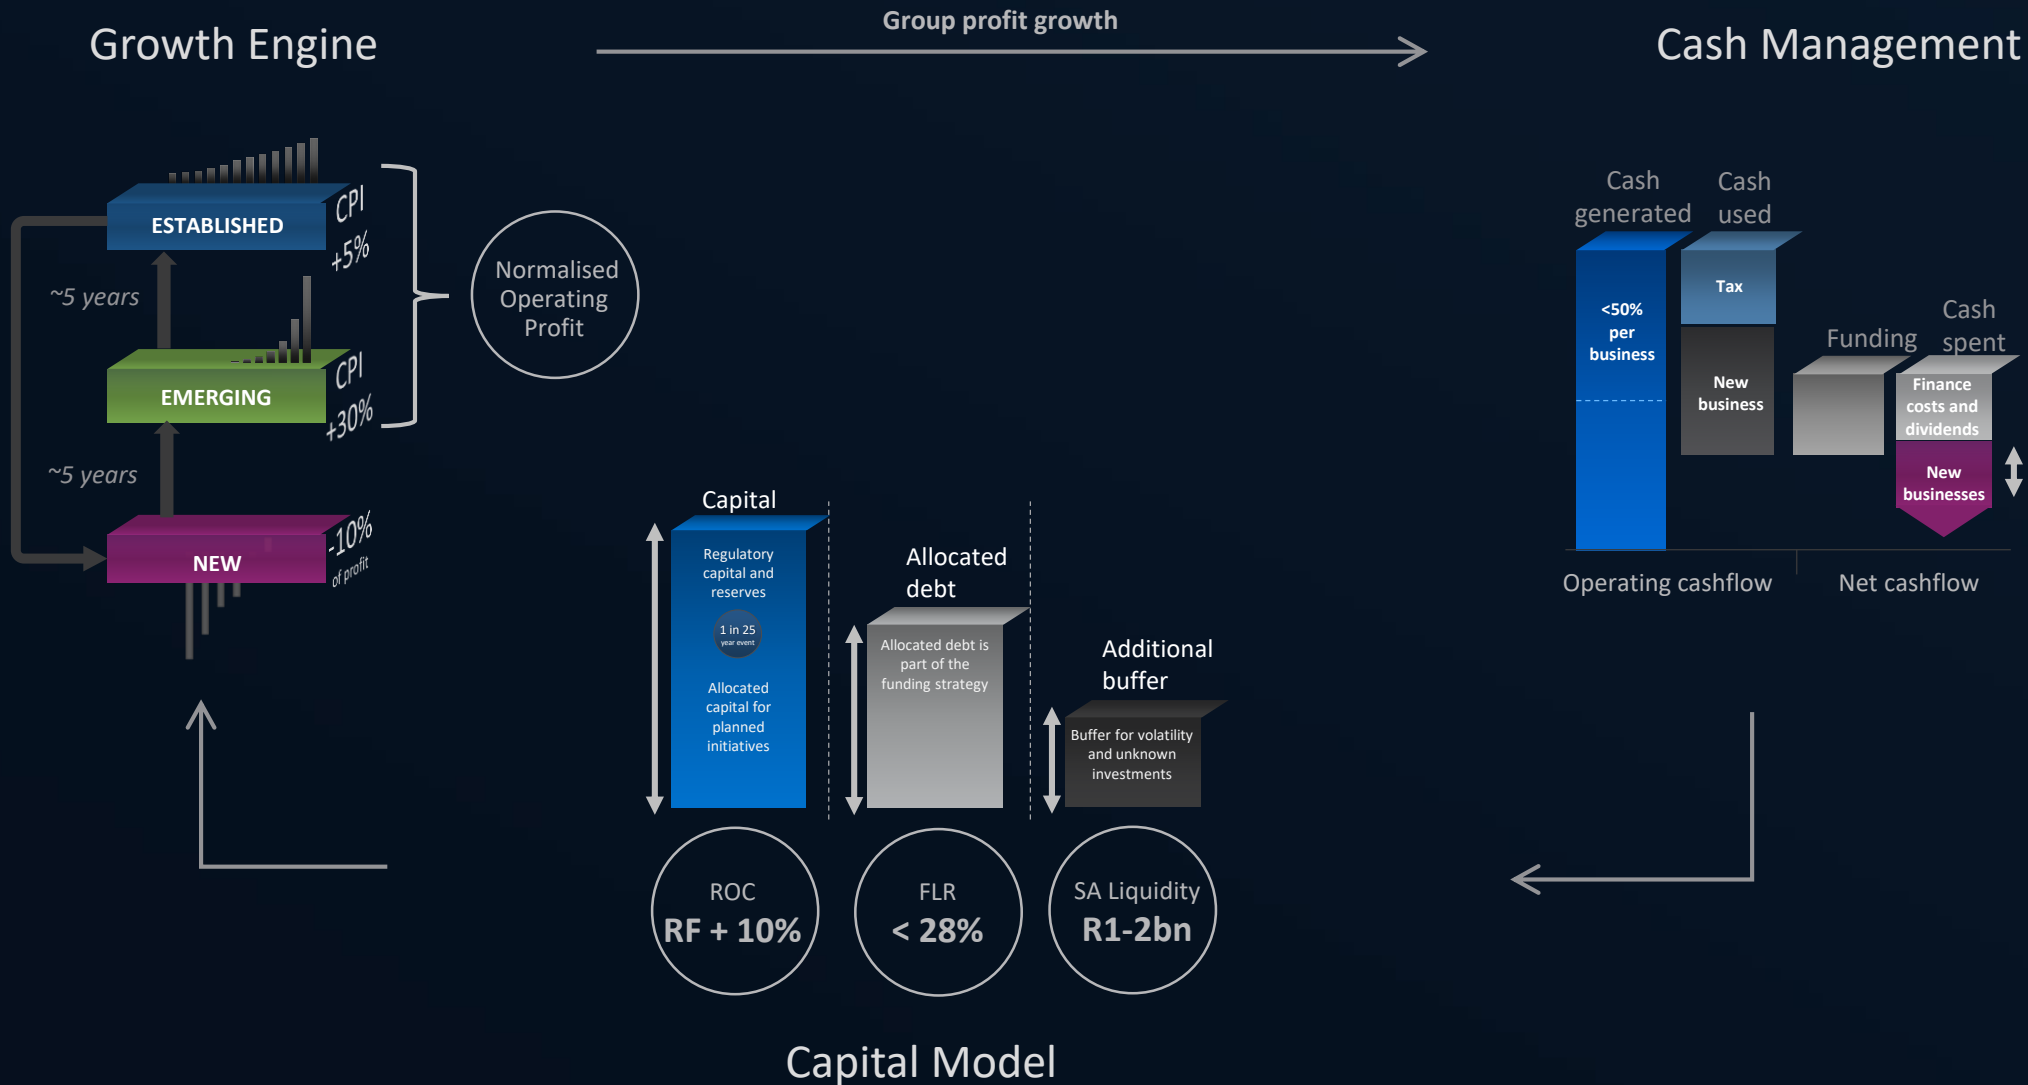 Growth Engine
Group profit growth
Cash Management
ESTABLISHED
CPI
+5%
~5 years
EMERGING
CPI
+30%
~5 years
NEW
-10%
of profit
Normalised
Operating
Profit
Cash
generated
Cash
used
<50%
per
business
Tax
New
business
Funding
Cash
spent
Finance
costs and
dividends
New
businesses
Operating cashflow
Net cashflow
Capital
Regulatory
capital and
reserves
1 in 25
year event
Allocated
capital for
planned
initiatives
Allocated
debt
Allocated debt is
part of the
funding strategy
Additional
buffer
Buffer for volatility
and unknown
investments
ROC
RF + 10%
FLR
< 28%
SA Liquidity
R1-2bn
Capital Model